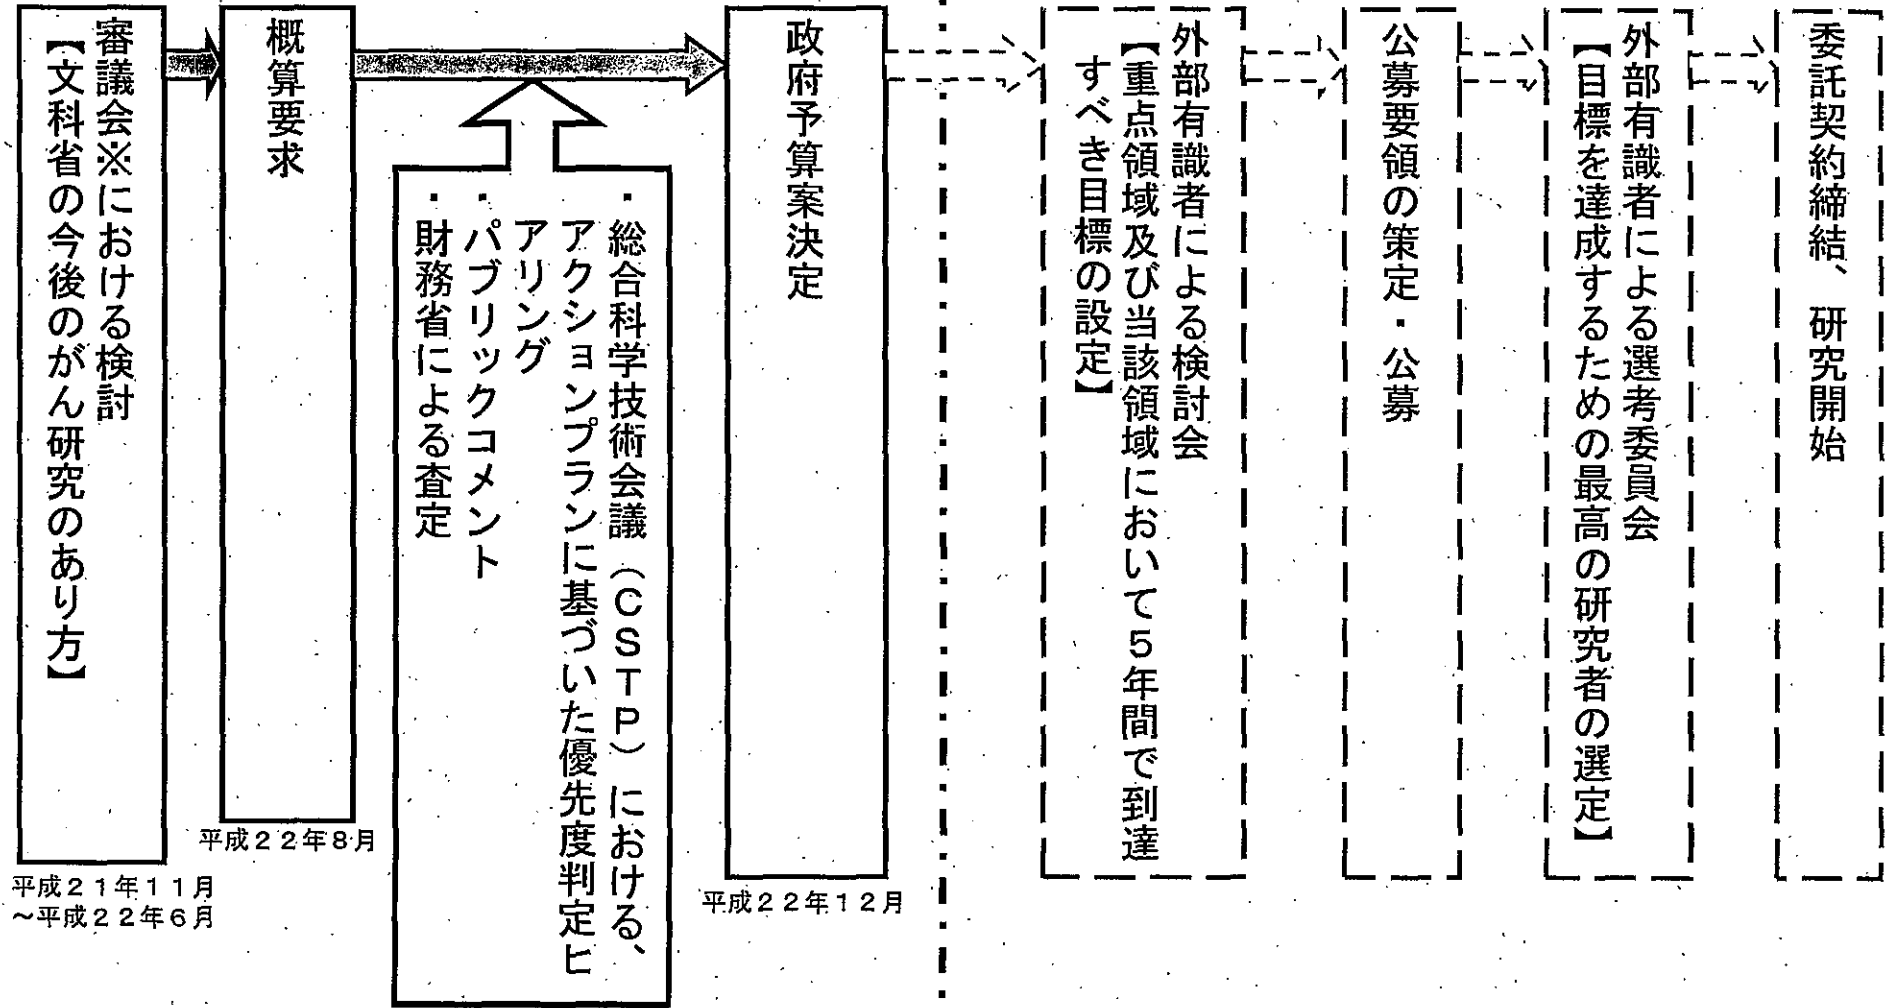 審議会※における検討
【文科省の今後のがん研究のあり方】
平成21年11月
～平成22年6月
概算要求
平成22年8月
・総合科学技術会議（CSTP）における、
アクションプランに基づいた優先度判定ヒ
アリング
・パブリックコメント
・財務省による査定
政府予算案決定
平成22年12月
外部有識者による検討会
【重点領域及び当該領域において5年間で到達
すべき目標の設定】
公募要領の策定・公募
外部有識者による選考委員会
【目標を達成するための最高の研究者の選定】
委託契約締結、研究開始